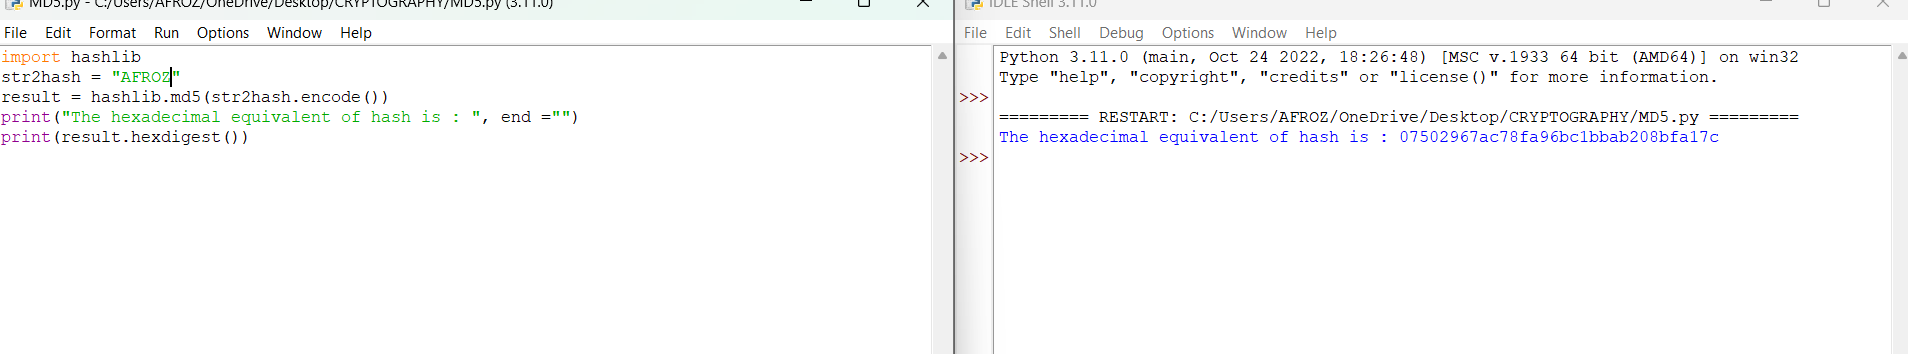 MD5.py - C:/Users/AFROZ/OneDrive/Desktop/CRYPTOGRAPHY/MD5.py (3.11.0)
File Edit Format Run Options Window Help
import hashlib
str2hash = "AFROZ"
result = hashlib.md5(str2hash.encode())
print("The hexadecimal equivalent of hash is : ", end ="")
print(result.hexdigest())
IDLE Shell 3.11.0
File Edit Shell Debug Options Window Help
Python 3.11.0 (main, Oct 24 2022, 18:26:48) [MSC v.1933 64 bit (AMD64)] on win32
Type "help", "copyright", "credits" or "license()" for more information.
>>>
========= RESTART: C:/Users/AFROZ/OneDrive/Desktop/CRYPTOGRAPHY/MD5.py =========
The hexadecimal equivalent of hash is : 07502967ac78fa96bc1bbab208bfa17c
>>>